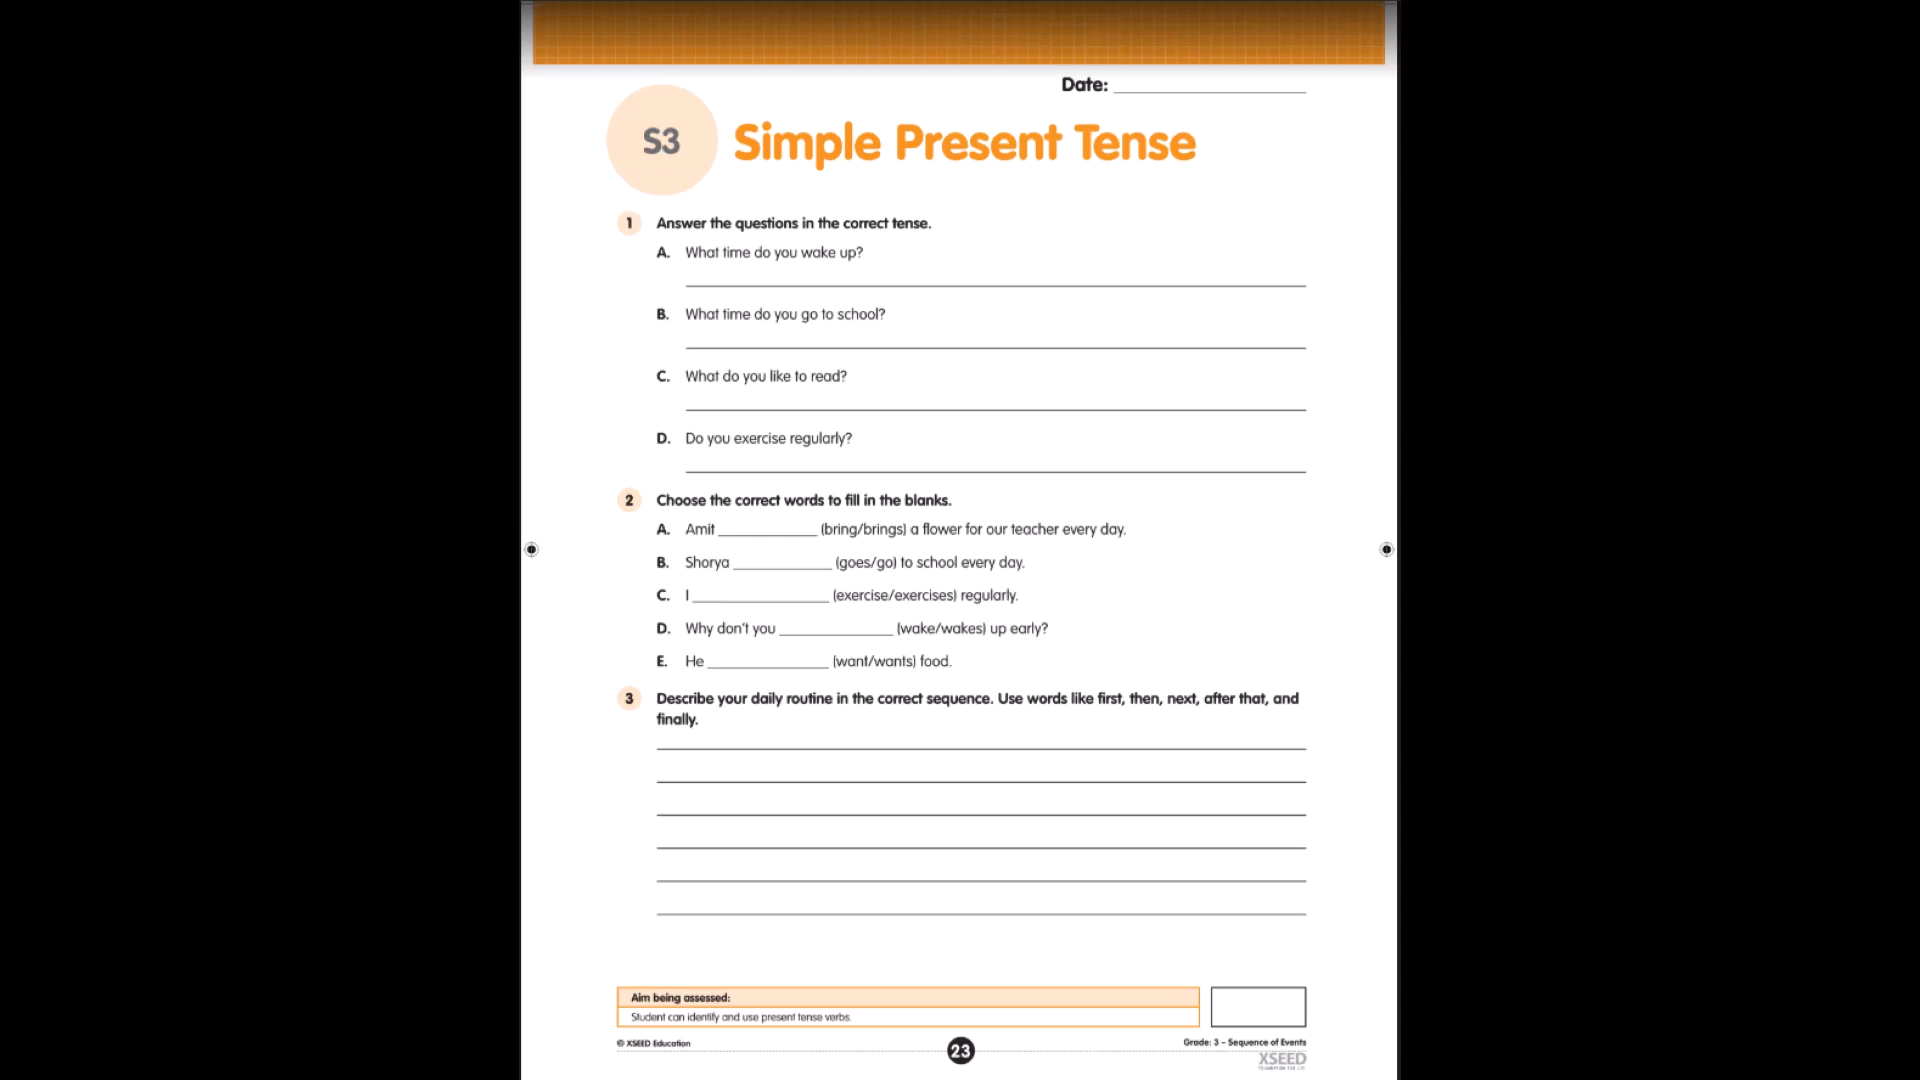 Date: ____________________
S3
Simple Present Tense
1 Answer the questions in the correct tense.
A. What time do you wake up?
B. What time do you go to school?
C. What do you like to read?
D. Do you exercise regularly?
2 Choose the correct words to fill in the blanks.
A. Amit ____________ (bring/brings) a flower for our teacher every day.
B. Shorya ____________ (goes/go) to school every day.
C. I ________________ (exercise/exercises) regularly.
D. Why don't you ______________ (wake/wakes) up early?
E. He ______________ (want/wants) food.
3 Describe your daily routine in the correct sequence. Use words like first, then, next, after that, and
finally.
Aim being assessed:
Student can identify and use present tense verbs.
© XSEED Education
23
Grade: 3 – Sequence of Events
XSEED